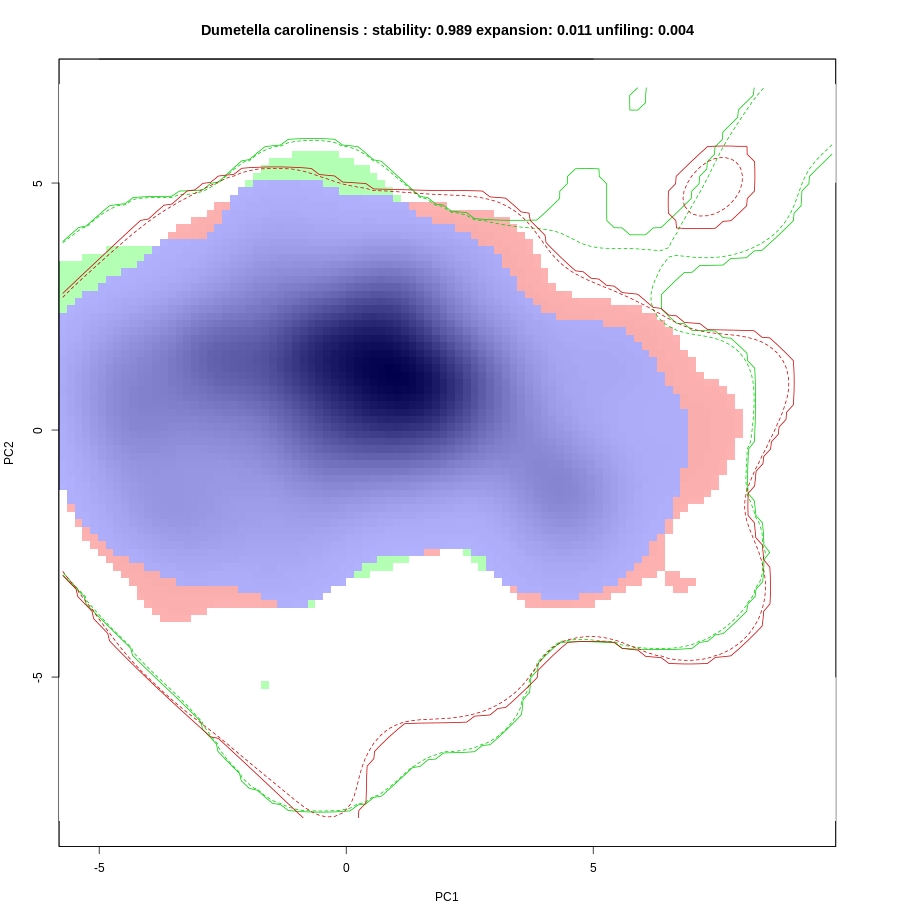 Dumetella carolinensis : stability: 0.989 expansion: 0.011 unfiling: 0.004
5
0
-5
PC2
-5 0 5
PC1